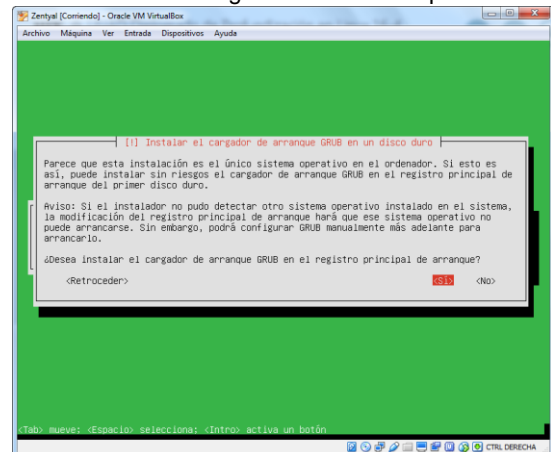 Zentyal [Corriendo] - Oracle VM VirtualBox
Archivo Máquina Ver Entrada Dispositivos Ayuda
[!] Instalar el cargador de arranque GRUB en un disco duro
Parece que esta instalación es el único sistema operativo en el ordenador. Si esto es
así, puede instalar sin riesgos el cargador de arranque GRUB en el registro principal de
arranque del primer disco duro.
Aviso: Si el instalador no pudo detectar otro sistema operativo instalado en el sistema,
la modificación del registro principal de arranque hará que ese sistema operativo no
puede arrancarse. Sin embargo, podrá configurar GRUB manualmente más adelante para
arrancarlo.
¿Desea instalar el cargador de arranque GRUB en el registro principal de arranque?
<Retroceder> <Sí> <No>
<Tab> mueve; <Espacio> selecciona; <Intro> activa un botón
CTRL DERECHA